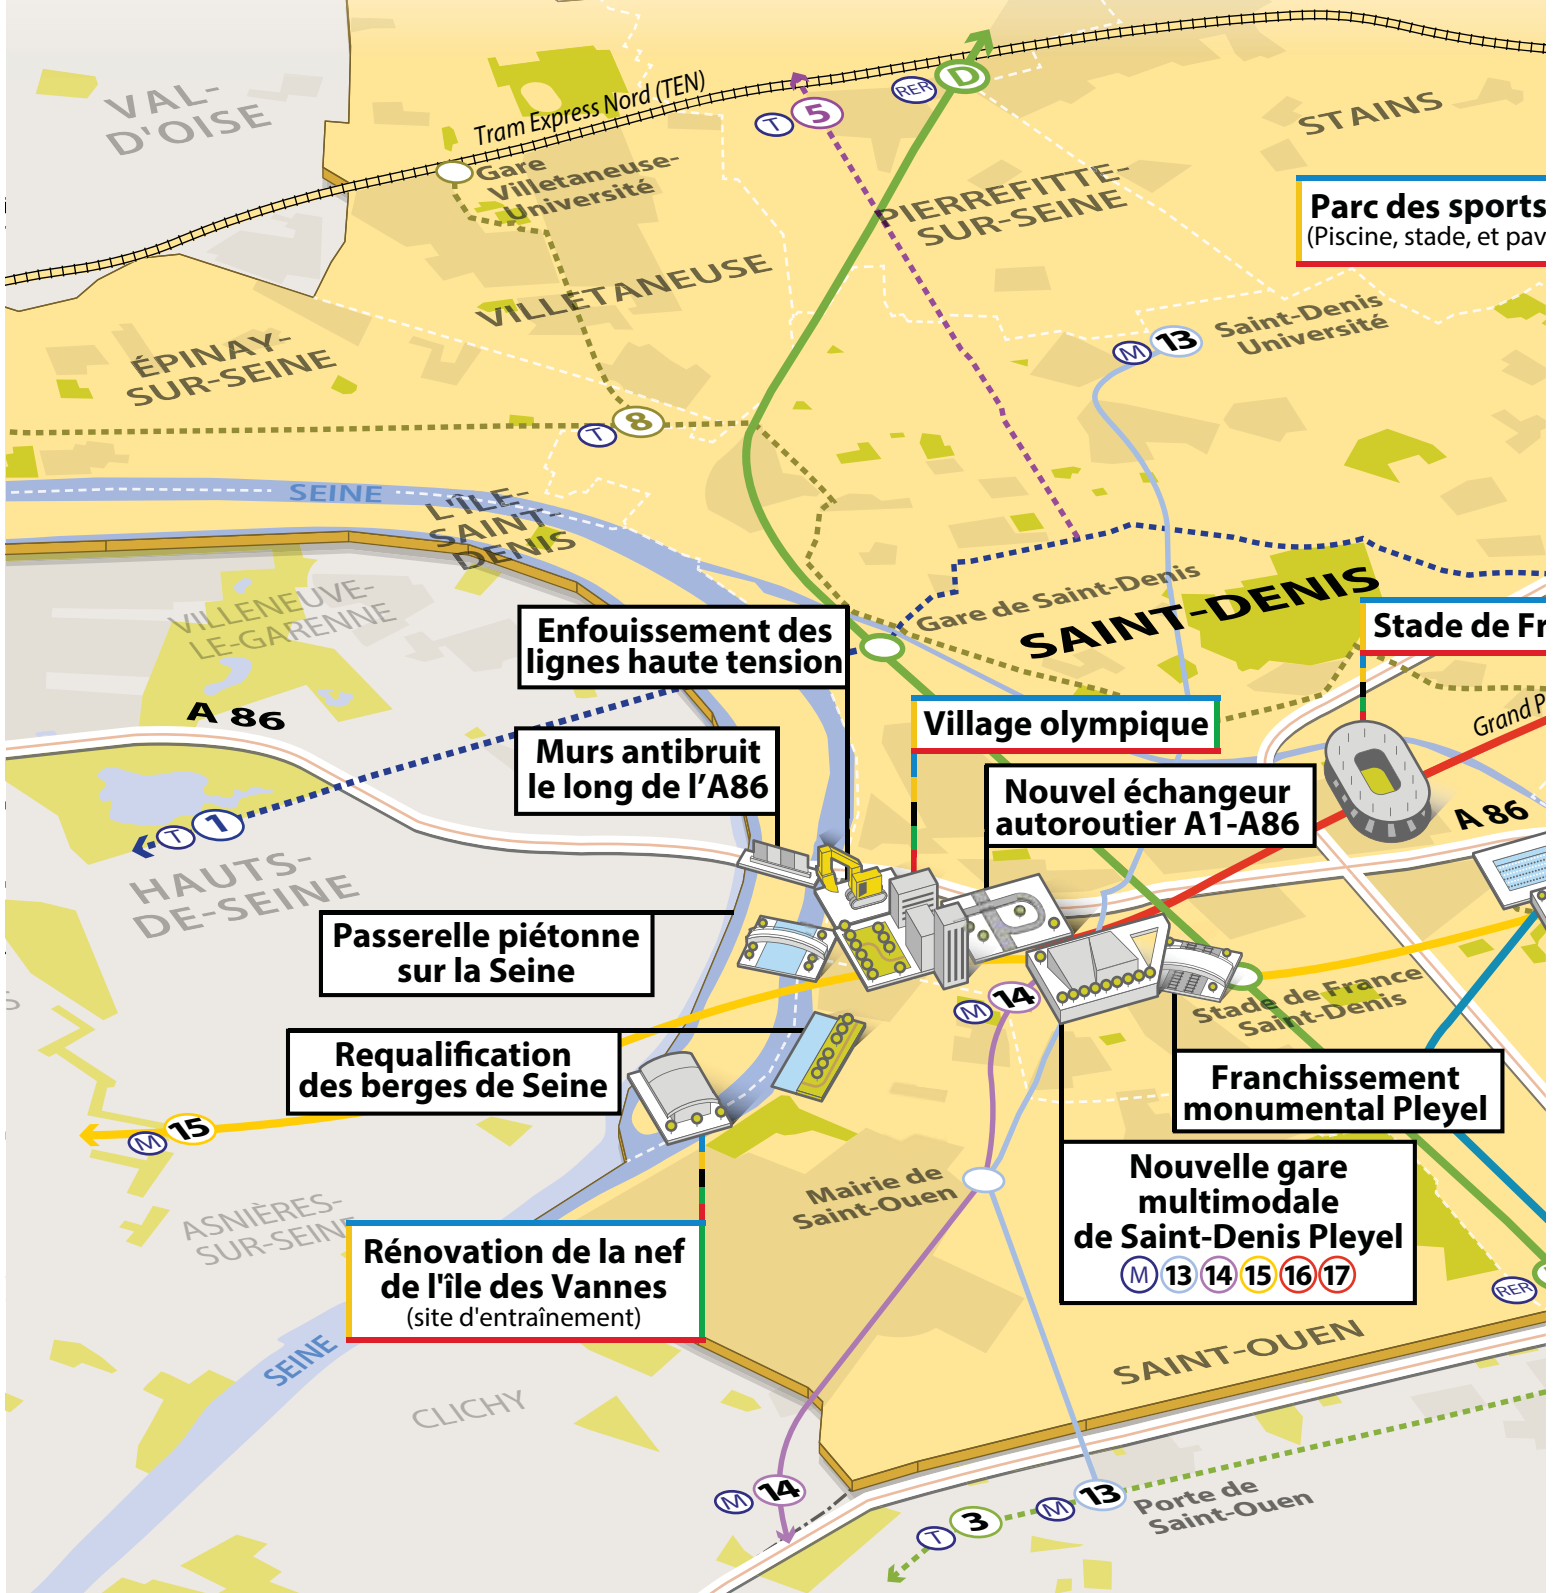 VAL-
D'OISE
Tram Express Nord (TEN)
Gare
Villetaneuse-
Université
T 5
RER D
STAINS
PIERREFITTE-
SUR-SEINE
Parc des sports
(Piscine, stade, et pav
VILLETANEUSE
ÉPINAY-
SUR-SEINE
M 13
Saint-Denis
Université
T 8
SEINE
L'ÎLE-
SAINT-
DENIS
VILLENEUVE-
LE-GARENNE
Gare de Saint-Denis
SAINT-DENIS
Enfouissement des
lignes haute tension
Stade de Fr
A 86
Village olympique
Grand P
Murs antibruit
le long de l'A86
Nouvel échangeur
autoroutier A1-A86
A 86
T 1
HAUTS-
DE-SEINE
Passerelle piétonne
sur la Seine
M 14
Stade de France
Saint-Denis
Requalification
des berges de Seine
Franchissement
monumental Pleyel
M 15
Mairie de
Saint-Ouen
Nouvelle gare
multimodale
de Saint-Denis Pleyel
M 13 14 15 16 17
ASNIÈRES-
SUR-SEINE
Rénovation de la nef
de l'île des Vannes
(site d'entraînement)
RER
SEINE
SAINT-OUEN
CLICHY
M 14
M 13
Porte de
Saint-Ouen
T 3